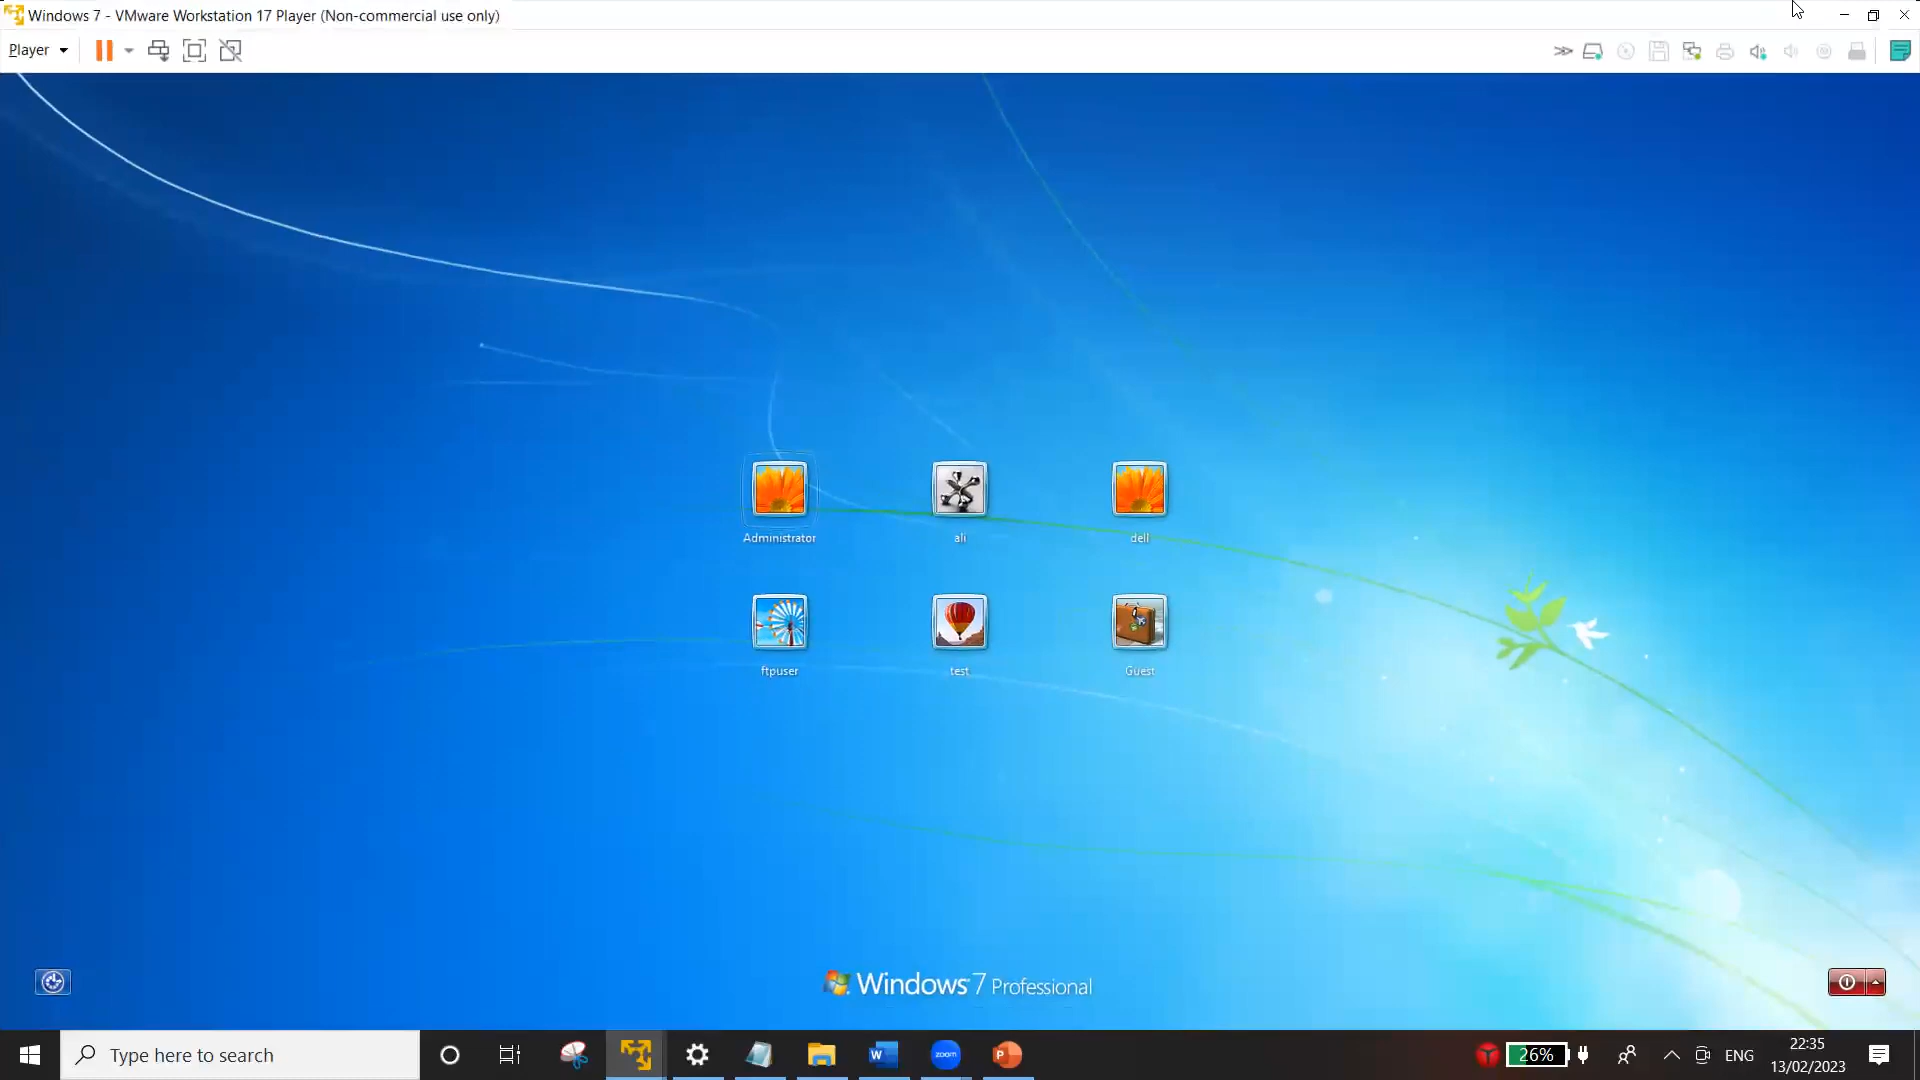 Windows 7 - VMware Workstation 17 Player (Non-commercial use only)
Player
Administrator
ali
dell
ftpuser
test
Guest
Windows 7 Professional
Type here to search
W
zoom
P
26%
ENG
22:35
13/02/2023